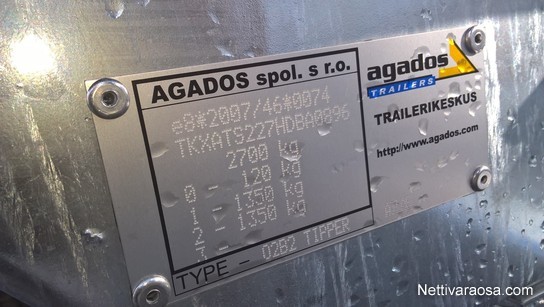 AGADOS spol. s r.o.
e8*2007/46*0074
TKXATS227HDBA0896
2700 kg
0 - 120 kg
1 - 1350 kg
2 - 1350 kg
3 -
TYPE - O2B2 TIPPER
agados
TRAILERS
TRAILERIKESKUS
http://www.agados.com
Nettivaraosa.com